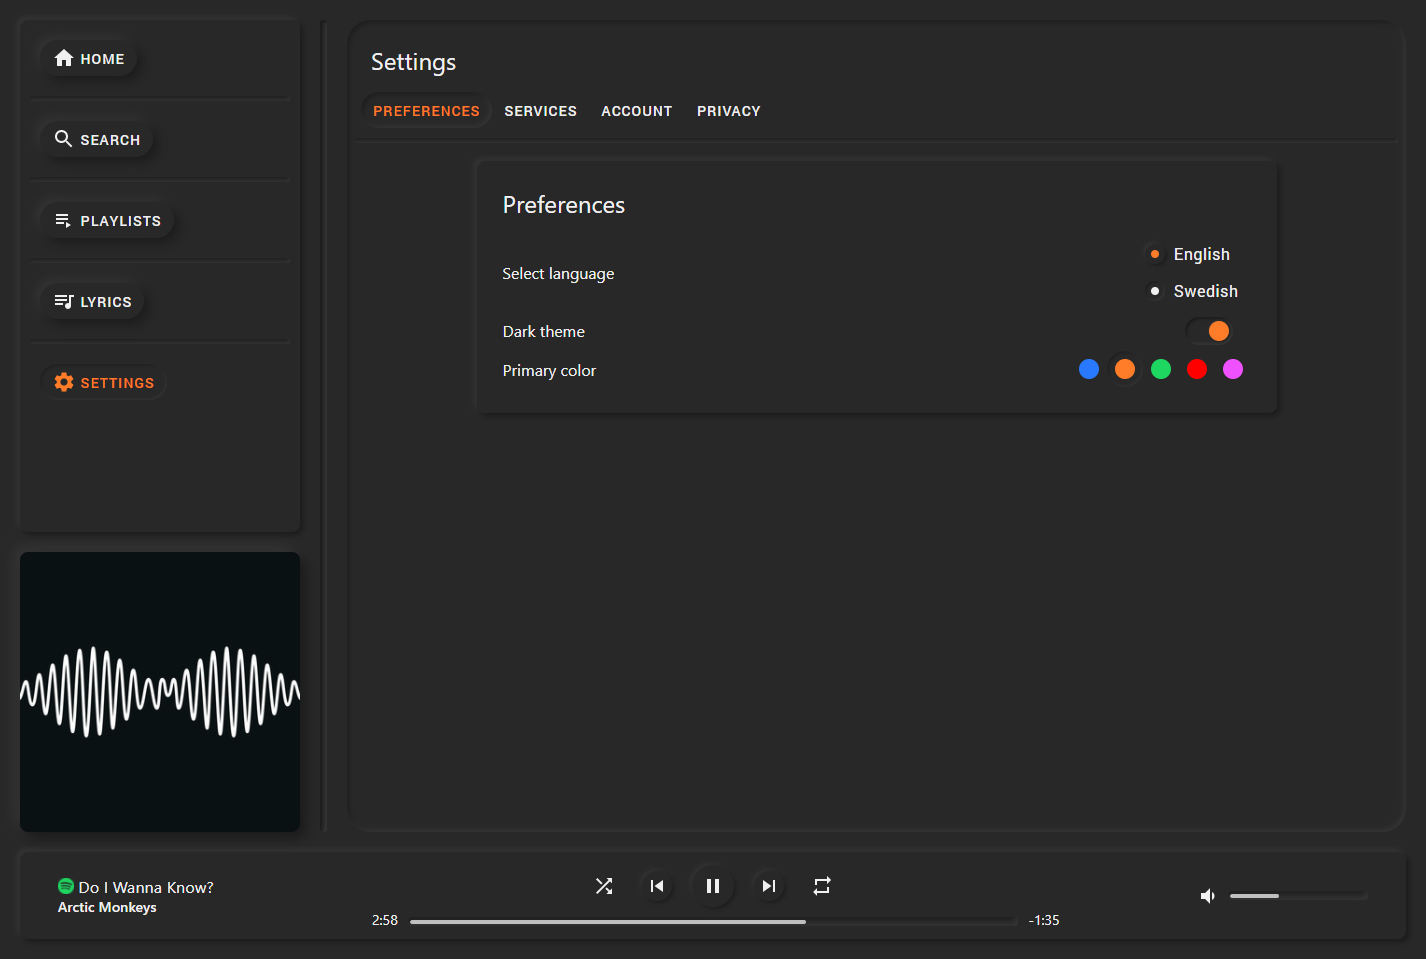 HOME
SEARCH
PLAYLISTS
LYRICS
SETTINGS
Settings
PREFERENCES SERVICES ACCOUNT PRIVACY
Preferences
Select language
English
Swedish
Dark theme
Primary color
Do I Wanna Know?
Arctic Monkeys
2:58
-1:35